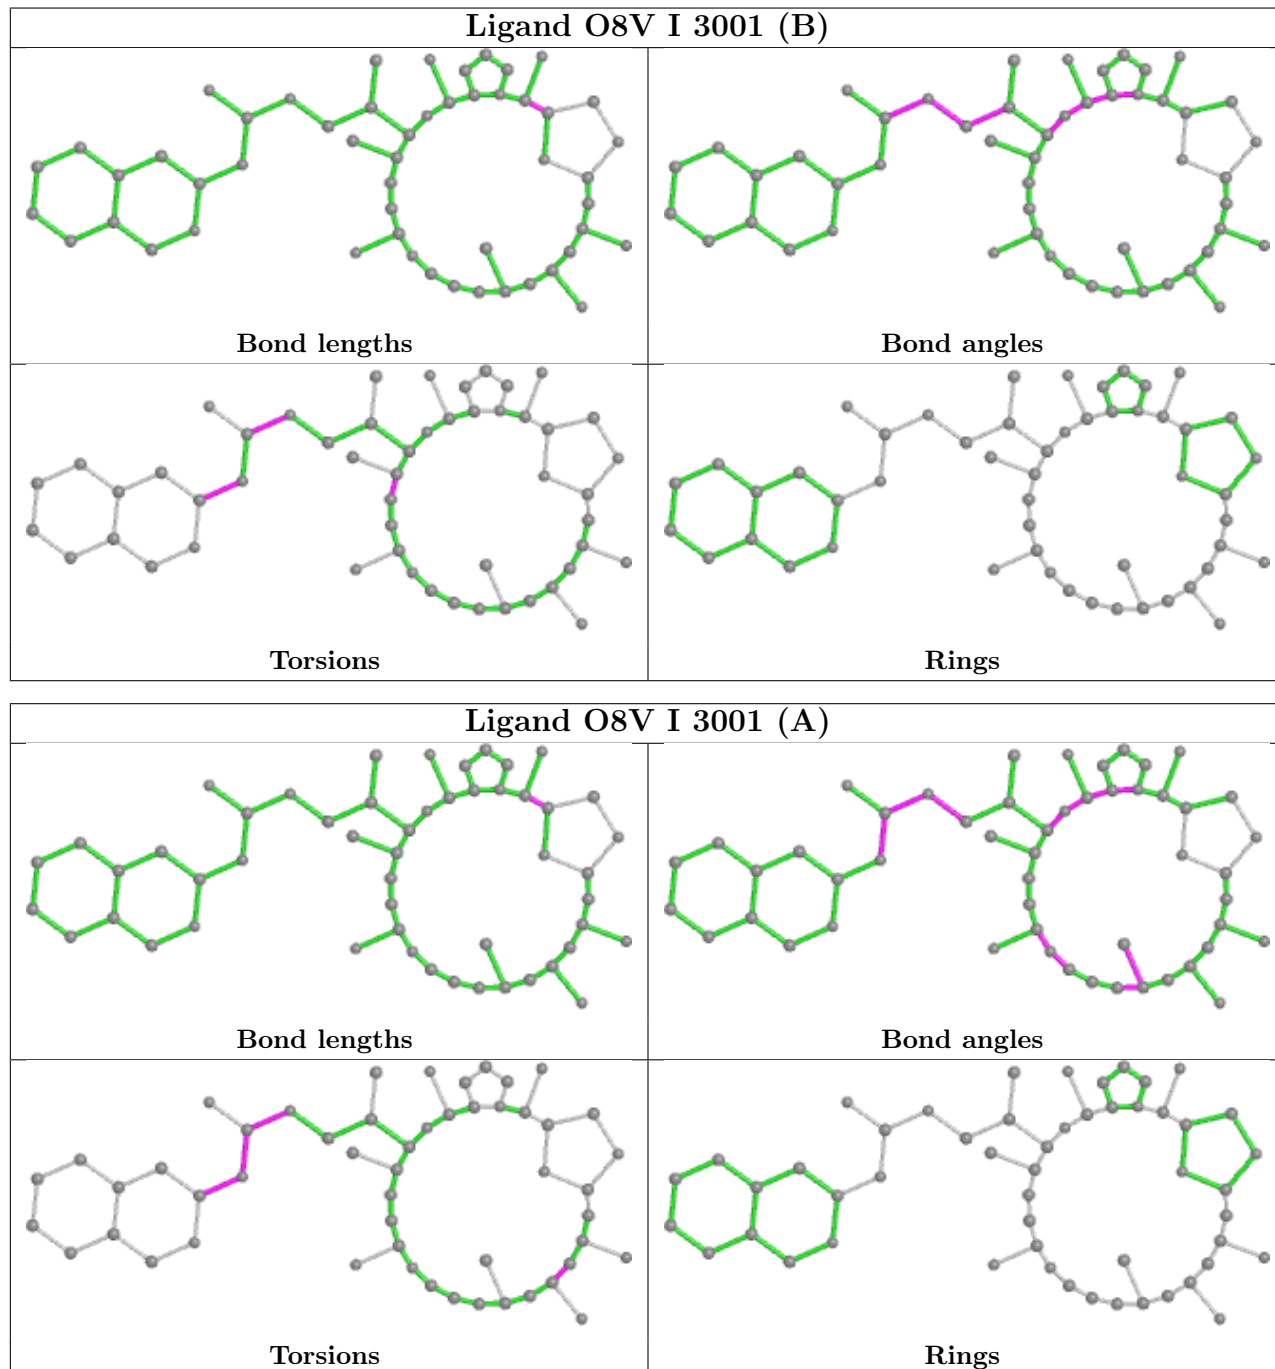 Ligand O8V I 3001 (B)
Bond lengths
Bond angles
Torsions
Rings
Ligand O8V I 3001 (A)
Bond lengths
Bond angles
Torsions
Rings